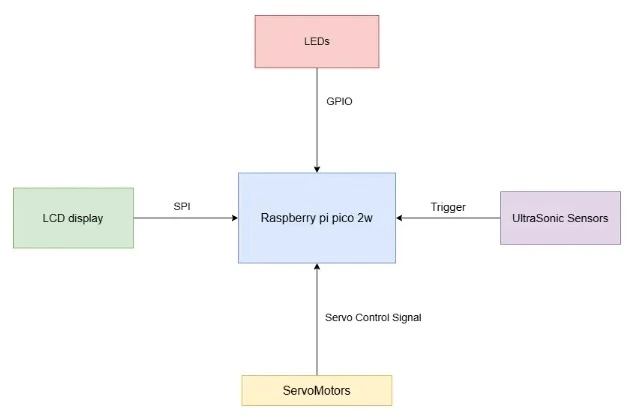 LEDs
GPIO
LCD display
SPI
Raspberry pi pico 2w
Trigger
UltraSonic Sensors
Servo Control Signal
ServoMotors